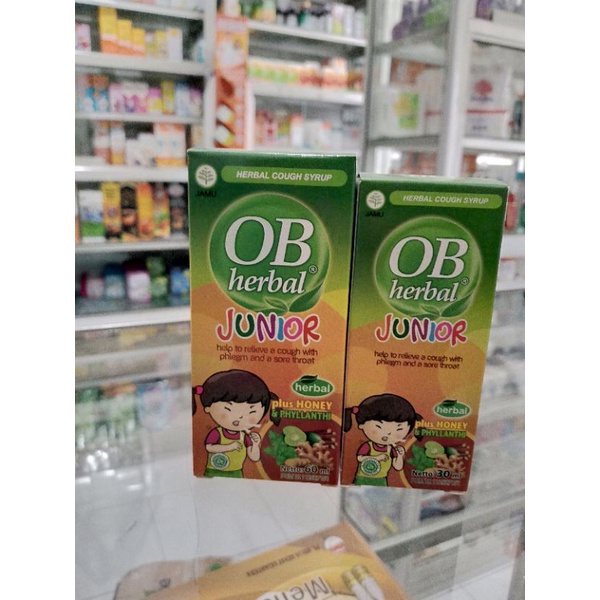 JAMU
HERBAL COUGH SYRUP
OB
herbal®
JUNIOR
help to relieve a cough with
phlegm and a sore throat
herbal
plus HONEY
& PHYLLANTHI
Netto: 60 ml
JAMU
HERBAL COUGH SYRUP
OB
herbal®
JUNIOR
help to relieve a cough with
phlegm and a sore throat
herbal
plus HONEY
& PHYLLANTHI
Netto: 30 ml